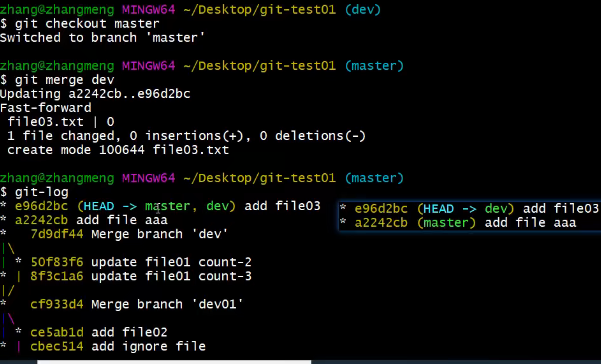 zhang@zhangmeng MINGW64 ~/Desktop/git-test01 (dev)
$ git checkout master
Switched to branch 'master'
zhang@zhangmeng MINGW64 ~/Desktop/git-test01 (master)
$ git merge dev
Updating a2242cb..e96d2bc
Fast-forward
 file03.txt | 0
 1 file changed, 0 insertions(+), 0 deletions(-)
 create mode 100644 file03.txt
zhang@zhangmeng MINGW64 ~/Desktop/git-test01 (master)
$ git-log
* e96d2bc (HEAD -> master, dev) add file03
* a2242cb add file aaa
*   7d9df44 Merge branch 'dev'
|\
| * 50f83f6 update file01 count-2
* | 8f3c1a6 update file01 count-3
|/
*   cf933d4 Merge branch 'dev01'
|\
| * ce5ab1d add file02
* | cbec514 add ignore file
* e96d2bc (HEAD -> dev) add file03
* a2242cb (master) add file aaa